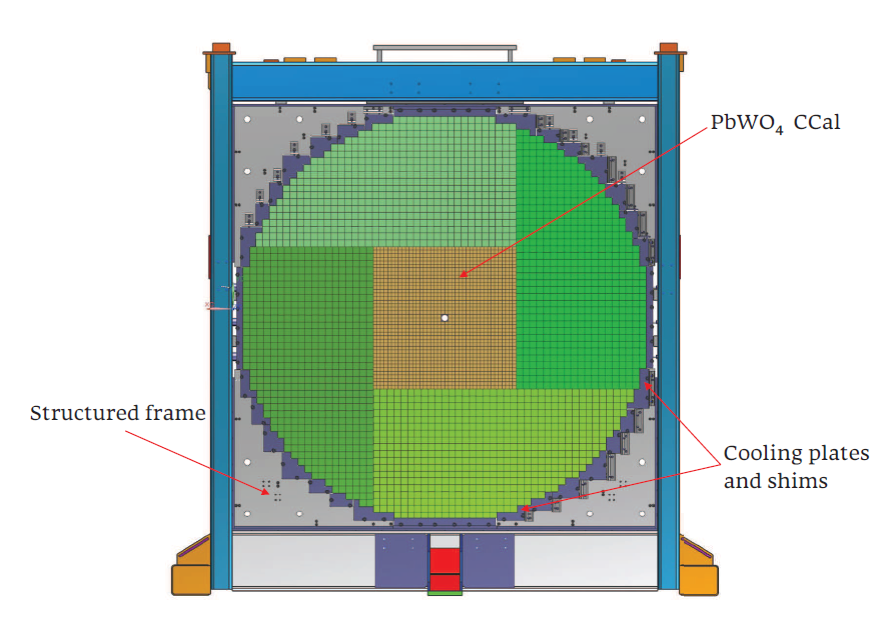 PbWO₄ CCal
Structured frame
Cooling plates
and shims